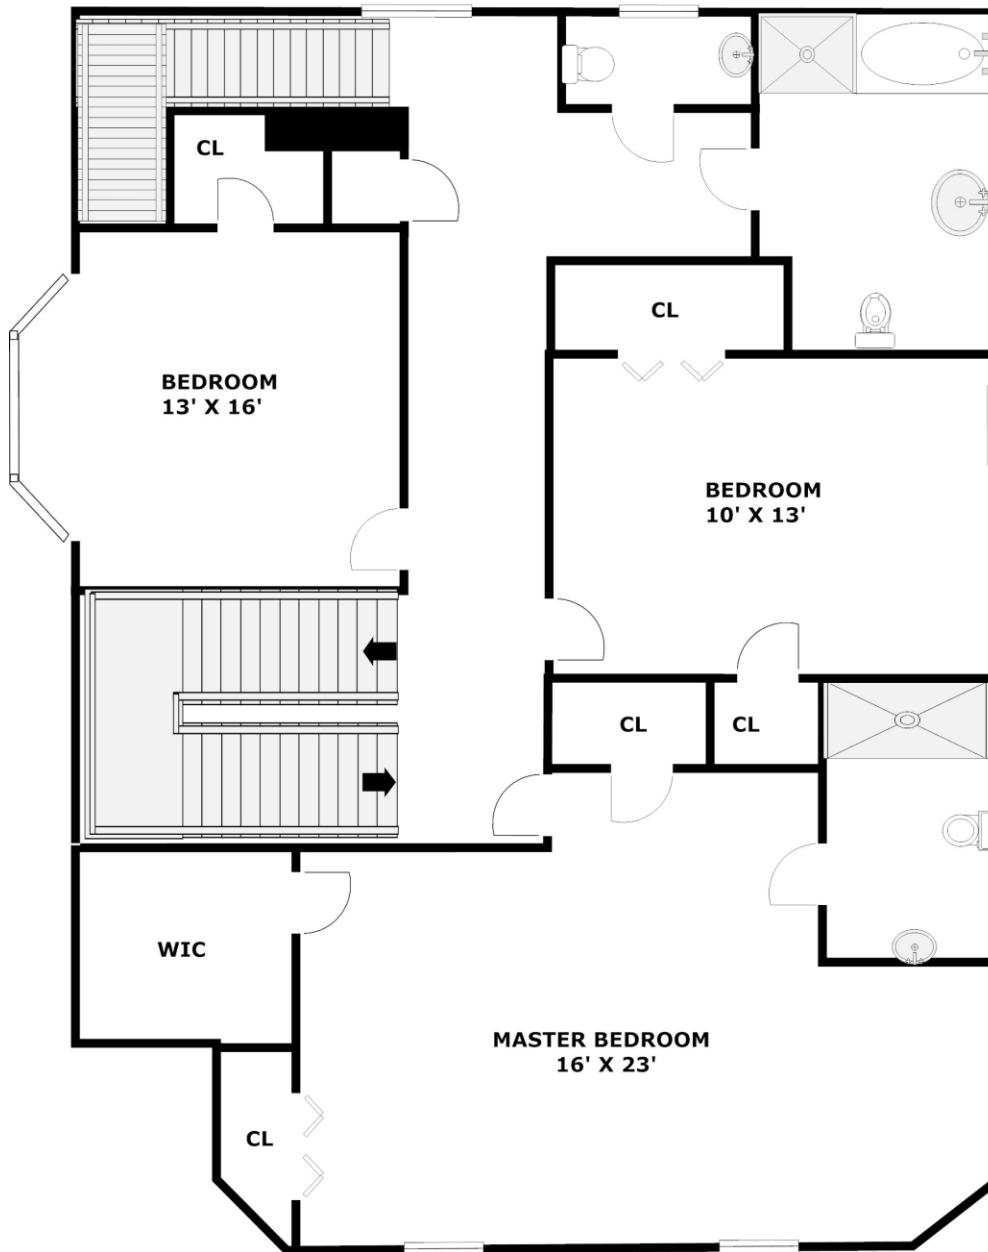 CL
CL
BEDROOM
13' X 16'
BEDROOM
10' X 13'
CL
CL
WIC
MASTER BEDROOM
16' X 23'
CL